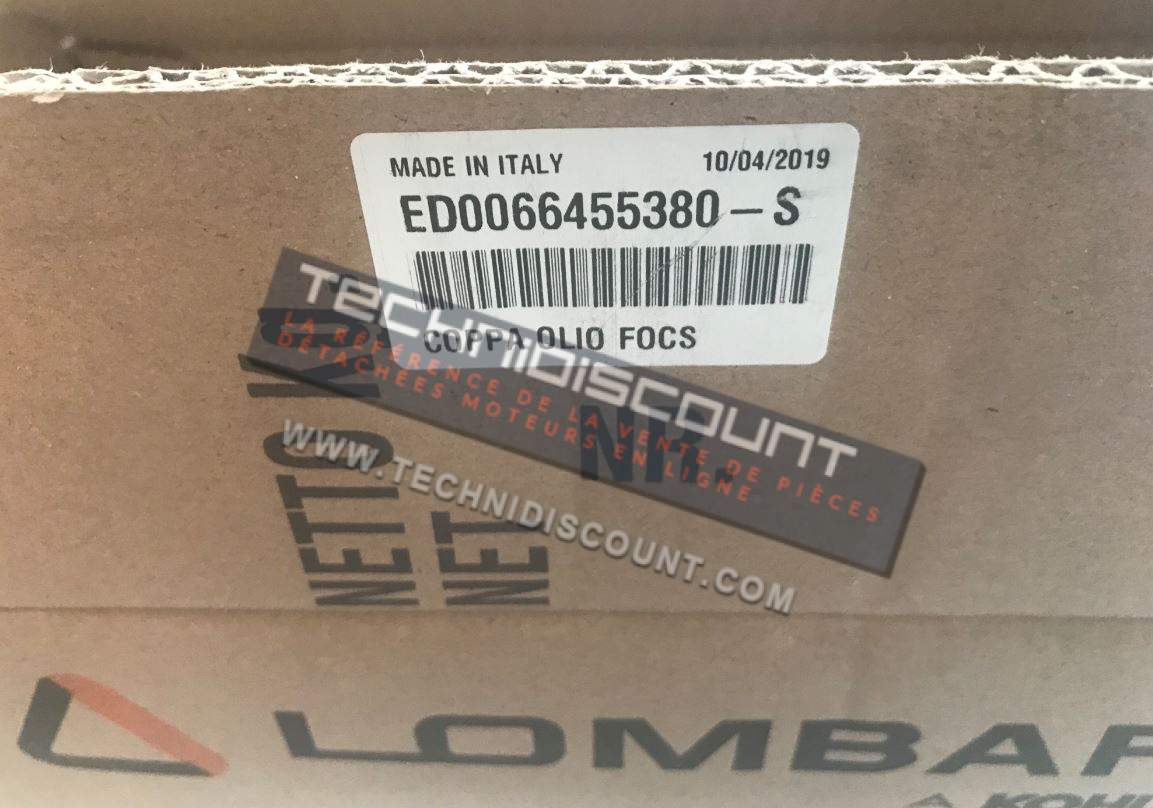 MADE IN ITALY 10/04/2019
ED0066455380-S
COPPA OLIO FOCS
TECHNIDISCOUNT
LA RÉFÉRENCE DE LA VENTE DE PIÈCES
DÉTACHÉES MOTEURS EN LIGNE
WWW.TECHNIDISCOUNT.COM
NETTO
NET
NR.
LOMBAR